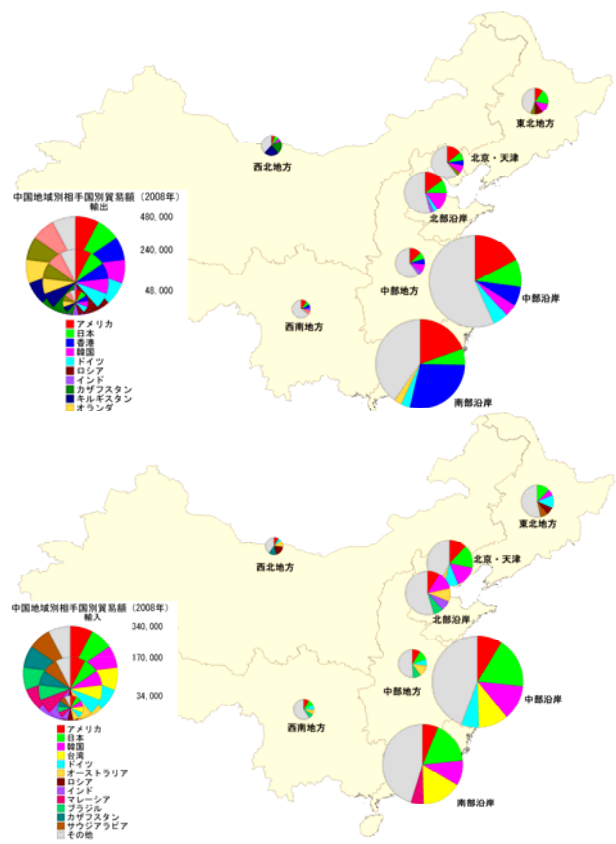 東北地方
北京・天津
西北地方
北部沿岸
中国地域別相手国別貿易額 (2008年)
輸出
480,000
240,000
48,000
中部地方
中部沿岸
西南地方
南部沿岸
アメリカ
日本
香港
韓国
ドイツ
ロシア
インド
カザフスタン
キルギスタン
オランダ
東北地方
北京・天津
西北地方
北部沿岸
中国地域別相手国別貿易額 (2008年)
輸入
340,000
170,000
34,000
中部地方
中部沿岸
西南地方
南部沿岸
アメリカ
日本
韓国
台湾
ドイツ
オーストラリア
ロシア
インド
マレーシア
ブラジル
カザフスタン
サウジアラビア
その他